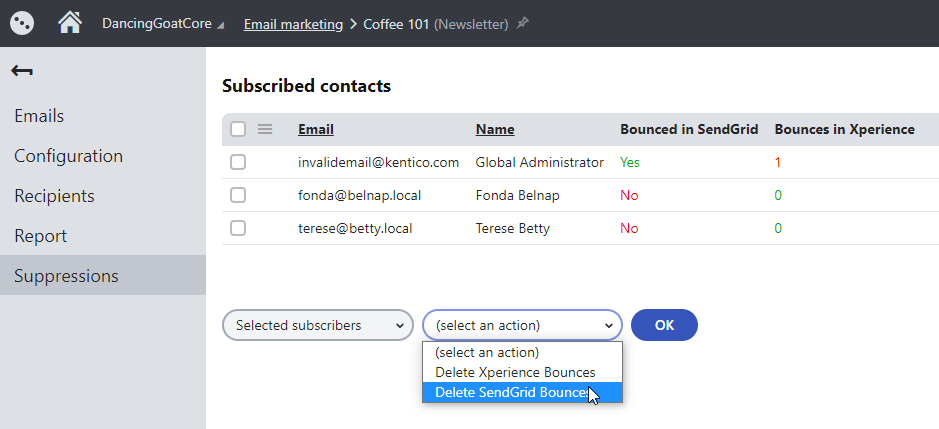 DancingGoatCore Email marketing > Coffee 101 (Newsletter)
Emails
Configuration
Recipients
Report
Suppressions
Subscribed contacts
Email Name Bounced in SendGrid Bounces in Xperience
invalidemail@kentico.com Global Administrator Yes 1
fonda@belnap.local Fonda Belnap No 0
terese@betty.local Terese Betty No 0
Selected subscribers (select an action) OK
(select an action)
Delete Xperience Bounces
Delete SendGrid Bounces